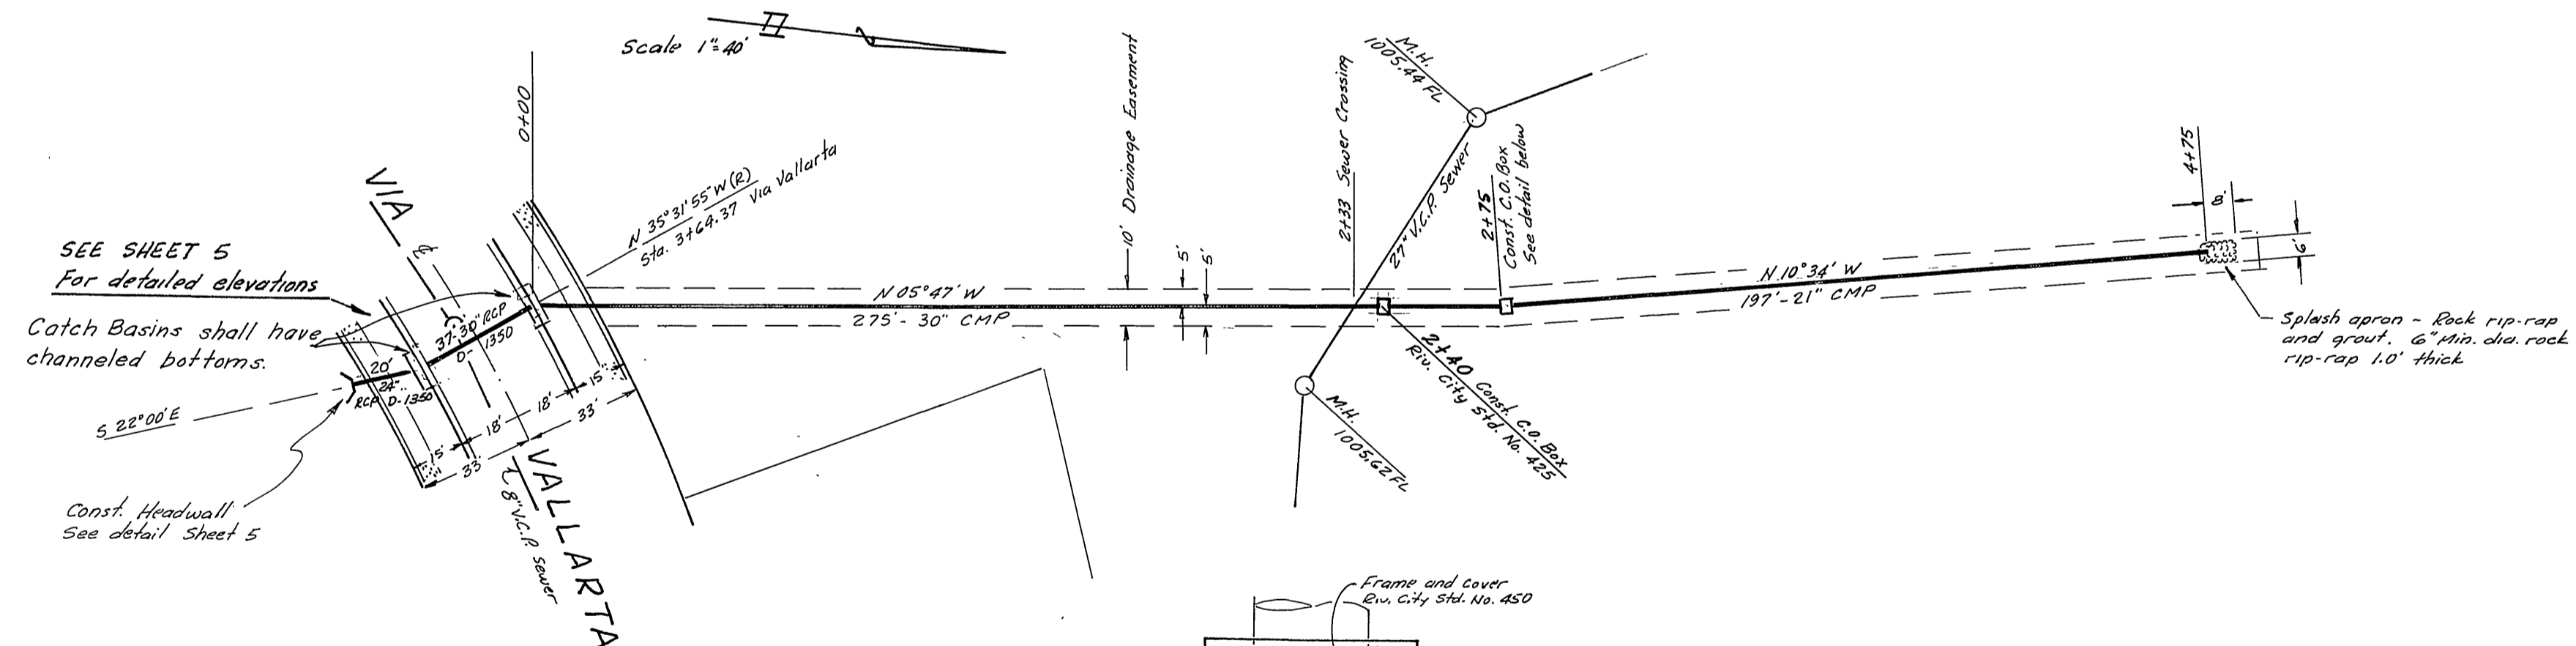 Scale 1"=40'
0+00
10' Drainage Easement
2+33 Sewer Crossing
M.H.
1005.44 FL
2+75
Const. C.O. Box
See detail below
27" V.C.P. Sewer
4+75
8'
6'
VIA
℄
N 35°31'55" W (R)
Sta. 3+64.37 Via Vallarta
SEE SHEET 5
For detailed elevations
Catch Basins shall have
channeled bottoms.
37'-30" RCP
D-1350
20'
24"
RCP D-1350
S 22°00' E
N 05°47' W
275'-30" CMP
5'
5'
N 10°34' W
197'-21" CMP
Splash apron - Rock rip-rap
and grout. 6" Min. dia. rock
rip-rap 1.0' thick
2+40 Const. C.O. Box
Riv. City Std. No. 425
M.H.
1005.62 FL
15'
18'
33'
15'
18'
33'
VALLARTA
℄ 8" V.C.P. Sewer
Const. Headwall
See detail Sheet 5
Frame and Cover
Riv. City Std. No. 450